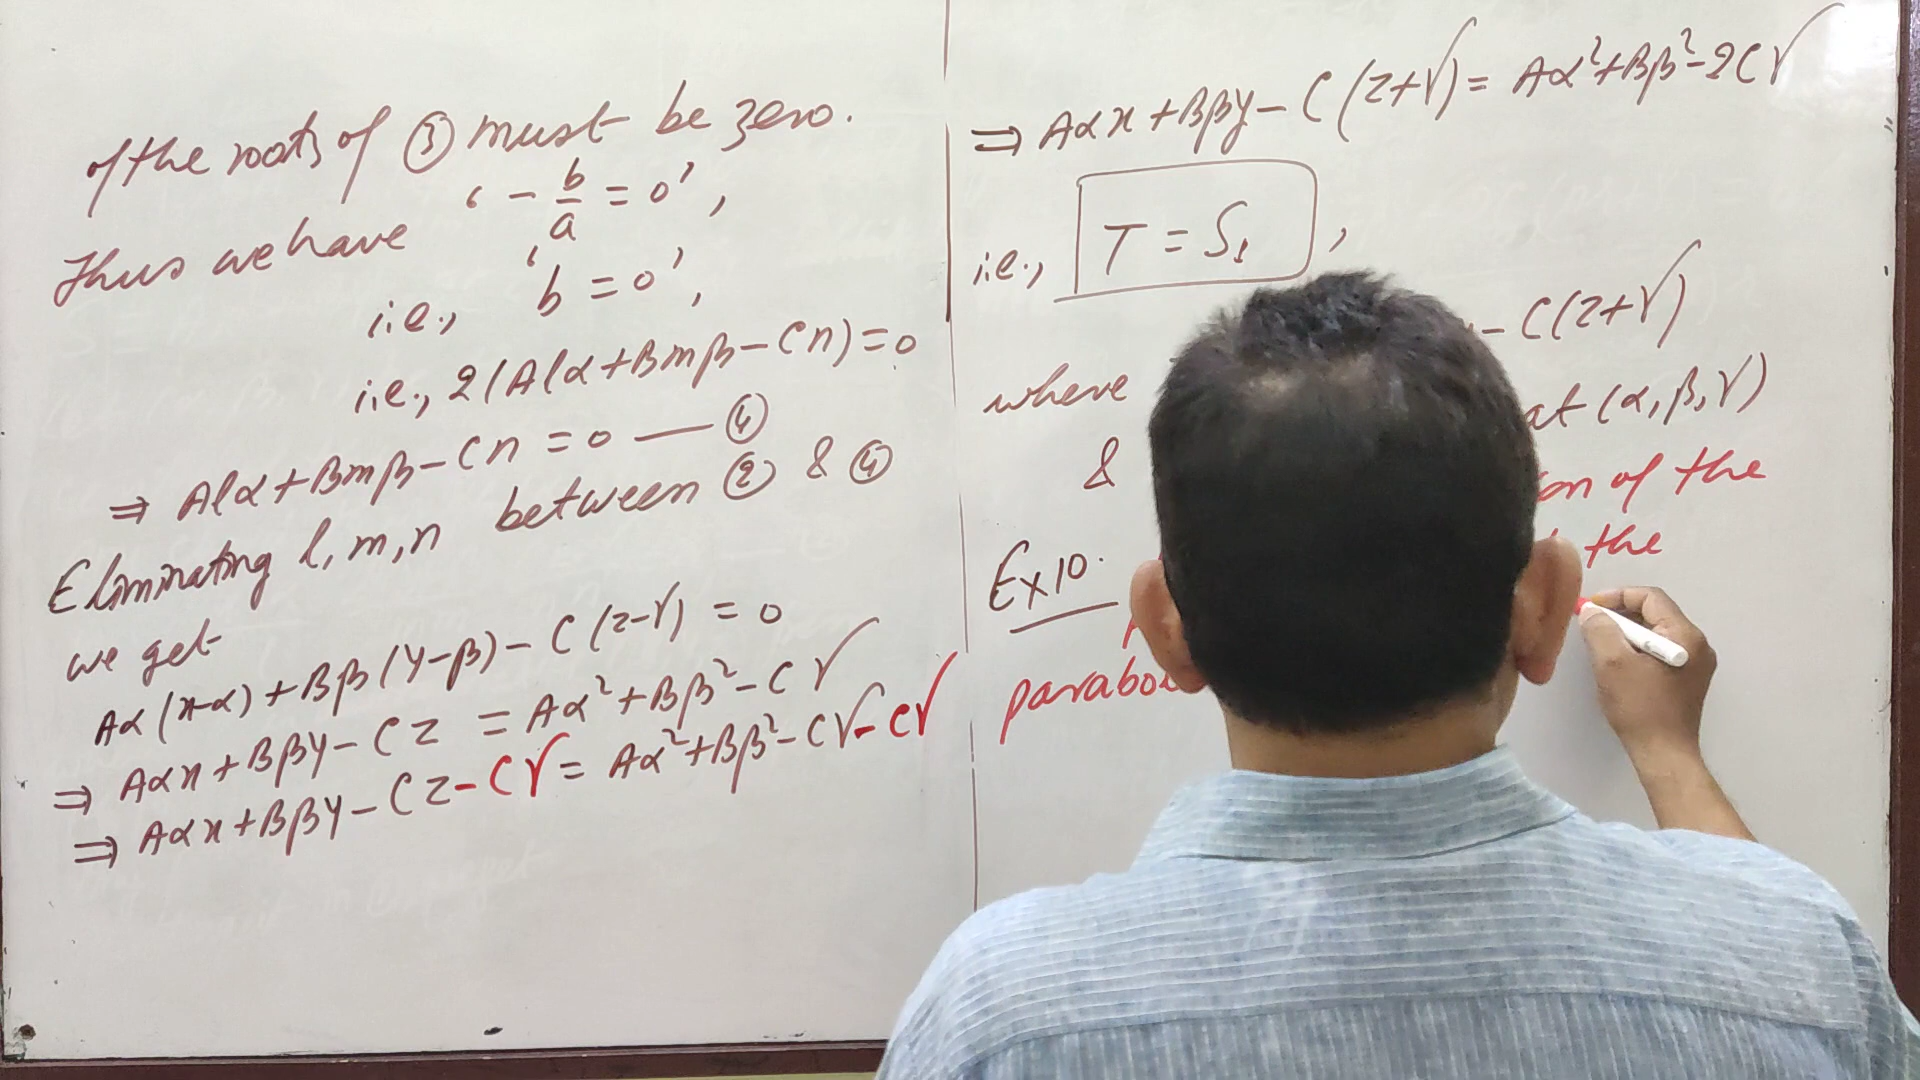 of the roots of ③ must be zero.
Thus we have ‘ - b/a = 0 ’,
i.e., ‘ b = 0 ’,
i.e., 2(Alα + Bmβ - Cn) = 0
⇒ Alα + Bmβ - Cn = 0 — ④
Eliminating l, m, n between ② & ④
we get
Aα(x-α) + Bβ(y-β) - C(z-γ) = 0
⇒ Aαx + Bβy - Cz = Aα² + Bβ² - Cγ
⇒ Aαx + Bβy - Cz - Cγ = Aα² + Bβ² - Cγ - Cγ
⇒ Aαx + Bβy - C(z+γ) = Aα² + Bβ² - 2Cγ
i.e., T = S₁,
where - C(z+γ)
& at (α, β, γ)
Ex10. of the
the